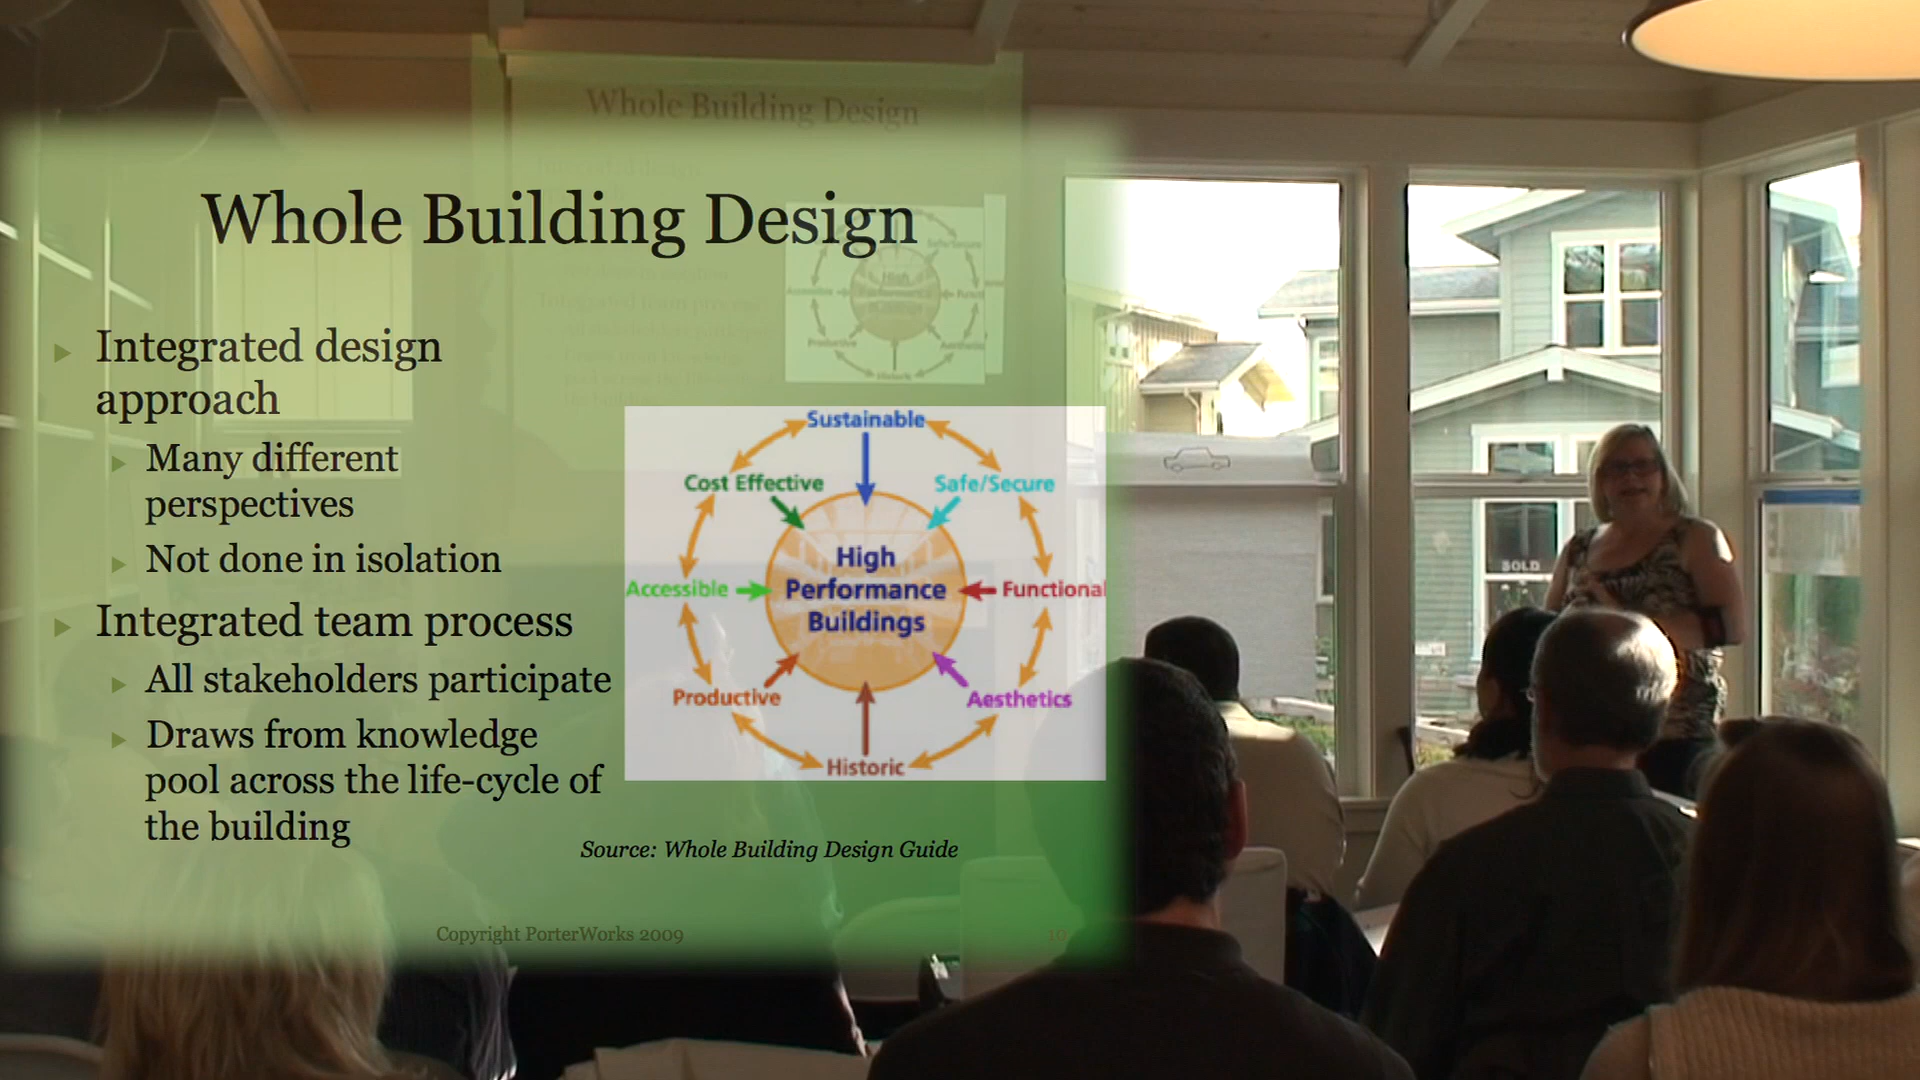 Whole Building Design
Whole Building Design
Integrated design
approach
Many different
perspectives
Not done in isolation
Integrated team process
All stakeholders participate
Draws from knowledge
pool across the life-cycle of
the building
Sustainable
Cost Effective
Safe/Secure
High
Performance
Buildings
Accessible
Functional
Productive
Aesthetics
Historic
Source: Whole Building Design Guide
Copyright PorterWorks 2009
19
SOLD